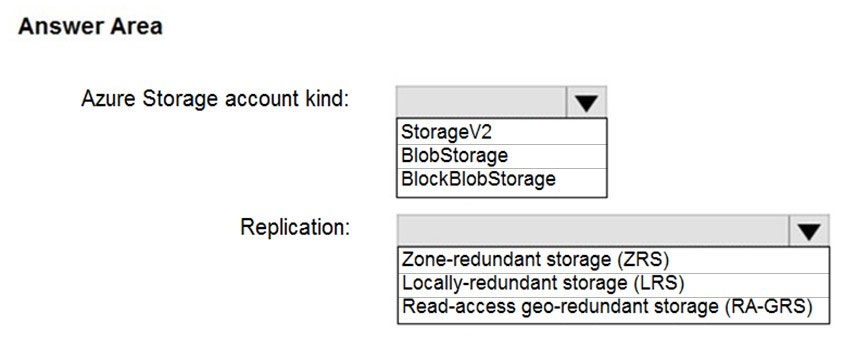 Answer Area
Azure Storage account kind:
StorageV2
BlobStorage
BlockBlobStorage
Replication:
Zone-redundant storage (ZRS)
Locally-redundant storage (LRS)
Read-access geo-redundant storage (RA-GRS)